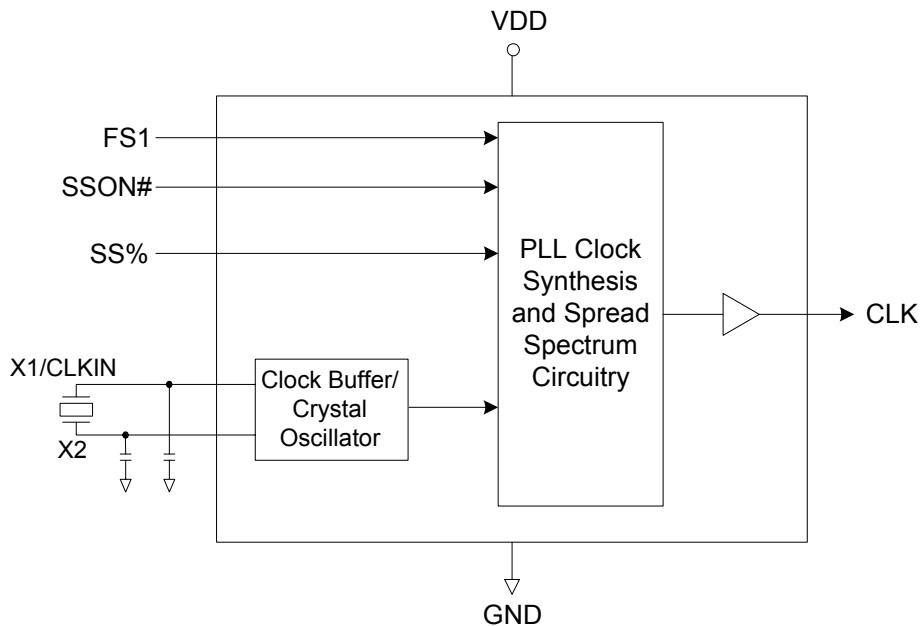 VDD
FS1
SSON#
SS%
PLL Clock
Synthesis
and Spread
Spectrum
Circuitry
CLK
X1/CLKIN
Clock Buffer/
Crystal
Oscillator
X2
GND